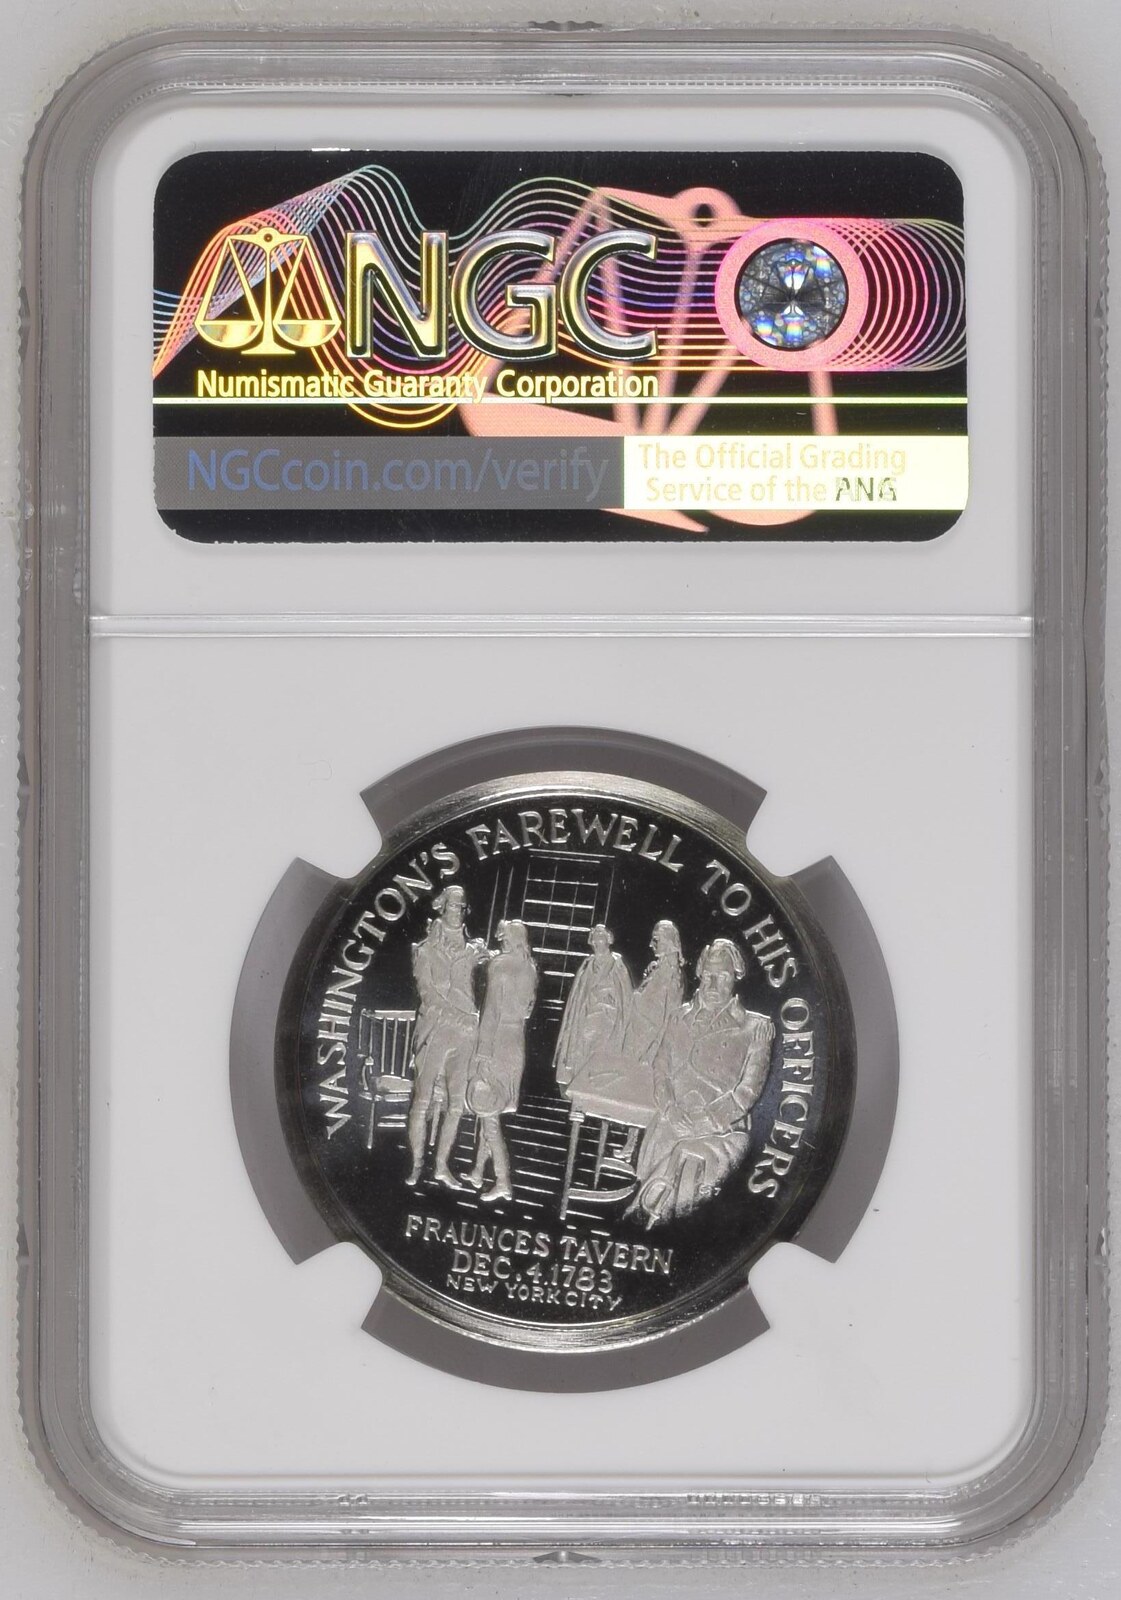 NGC
Numismatic Guaranty Corporation
NGCcoin.com/verify
The Official Grading
Service of the
WASHINGTON'S FAREWELL TO HIS OFFICERS
FRAUNCES TAVERN
DEC. 4. 1783
NEW YORK CITY